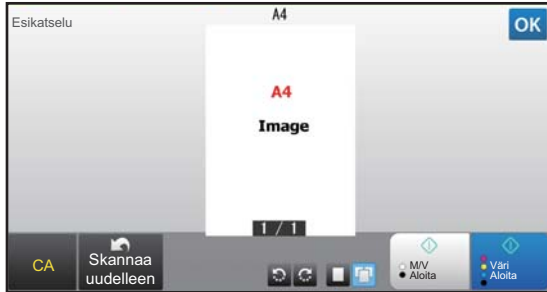 Esikatselu
A4
OK
A4
Image
1 / 1
CA
Skannaa
uudelleen
M/V
Aloita
Väri
Aloita